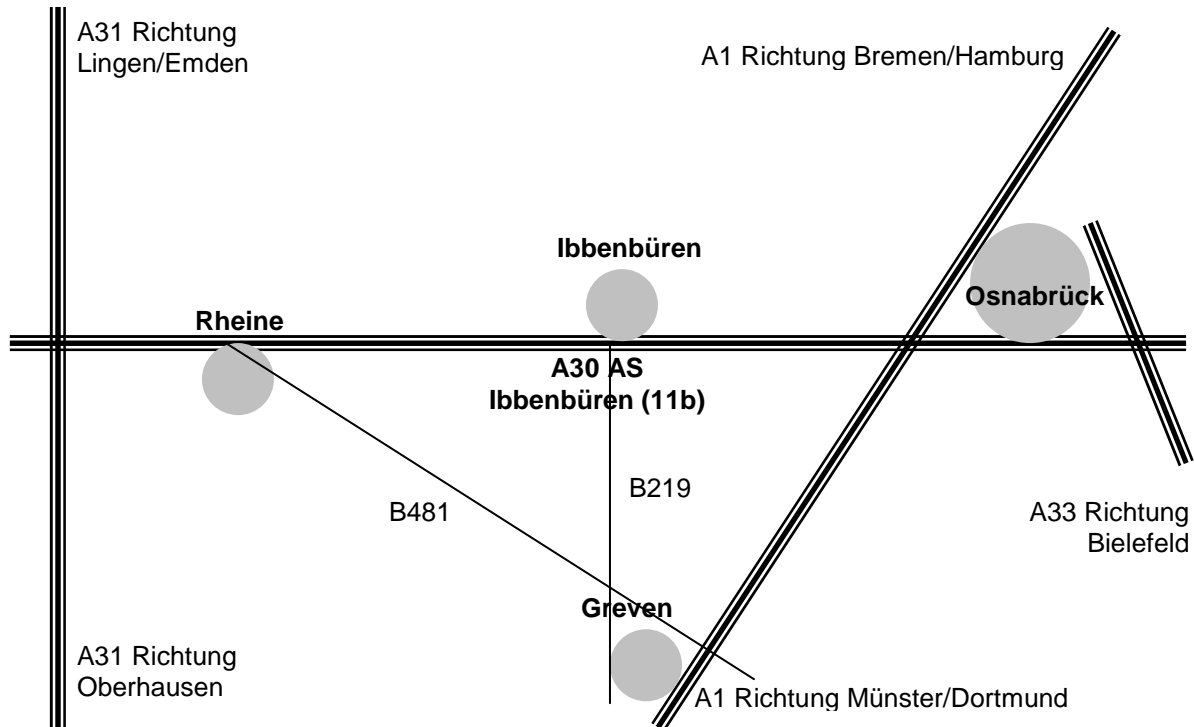 A31 Richtung
Lingen/Emden
A1 Richtung Bremen/Hamburg
Ibbenbüren
Osnabrück
Rheine
A30 AS
Ibbenbüren (11b)
B219
B481
A33 Richtung
Bielefeld
Greven
A31 Richtung
Oberhausen
A1 Richtung Münster/Dortmund